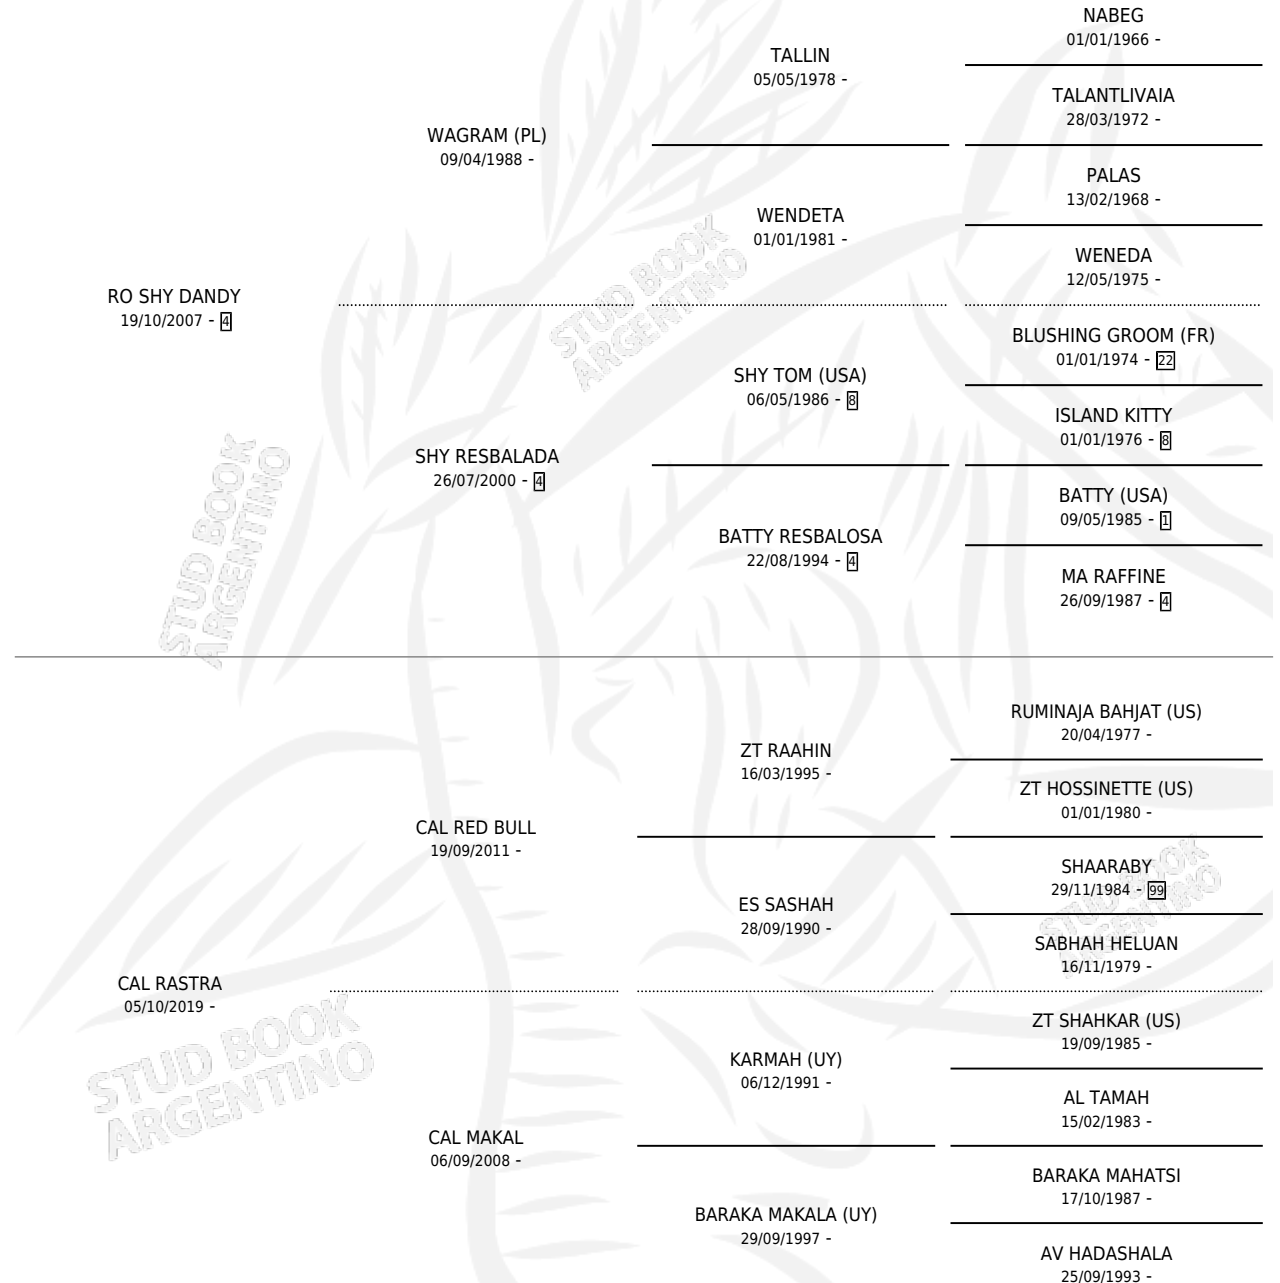 NABEG
01/01/1966 -
TALLIN
05/05/1978 -
TALANTLIVAIA
28/03/1972 -
WAGRAM (PL)
09/04/1988 -
PALAS
13/02/1968 -
WENDETA
01/01/1981 -
WENEDA
12/05/1975 -
RO SHY DANDY
19/10/2007 - 4
BLUSHING GROOM (FR)
01/01/1974 - 22
SHY TOM (USA)
06/05/1986 - 8
ISLAND KITTY
01/01/1976 - 8
SHY RESBALADA
26/07/2000 - 4
BATTY (USA)
09/05/1985 - 1
BATTY RESBALOSA
22/08/1994 - 4
MA RAFFINE
26/09/1987 - 4
STUD BOOK
ARGENTINO
STUD BOOK
ARGENTINO
RUMINAJA BAHJAT (US)
20/04/1977 -
ZT RAAHIN
16/03/1995 -
ZT HOSSINETTE (US)
01/01/1980 -
CAL RED BULL
19/09/2011 -
SHAARABY
29/11/1984 - 99
ES SASHAH
28/09/1990 -
SABHAH HELUAN
16/11/1979 -
STUD BOOK
ARGENTINO
CAL RASTRA
05/10/2019 -
ZT SHAHKAR (US)
19/09/1985 -
KARMAH (UY)
06/12/1991 -
AL TAMAH
15/02/1983 -
CAL MAKAL
06/09/2008 -
BARAKA MAHATSI
17/10/1987 -
BARAKA MAKALA (UY)
29/09/1997 -
AV HADASHALA
25/09/1993 -
STUD BOOK
ARGENTINO